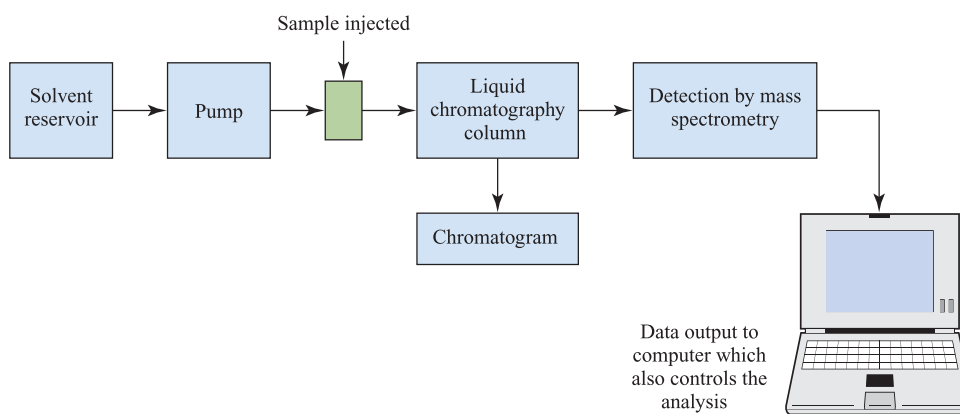 Sample injected
Solvent
reservoir
Pump
Liquid
chromatography
column
Detection by mass
spectrometry
Chromatogram
Data output to
computer which
also controls the
analysis